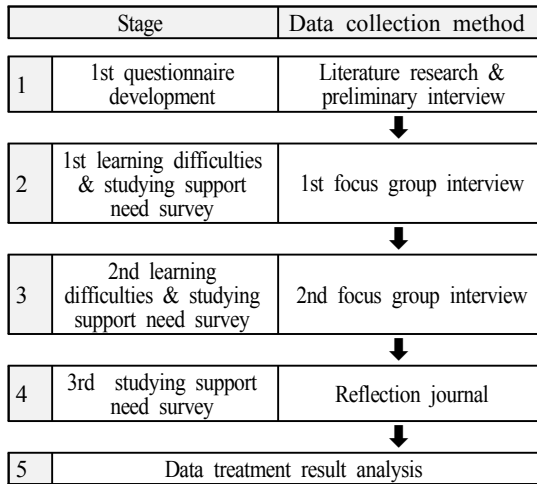 Stage Data collection method
1 1st questionnaire development Literature research & preliminary interview
2 1st learning difficulties & studying support need survey 1st focus group interview
3 2nd learning difficulties & studying support need survey 2nd focus group interview
4 3rd studying support need survey Reflection journal
5 Data treatment result analysis